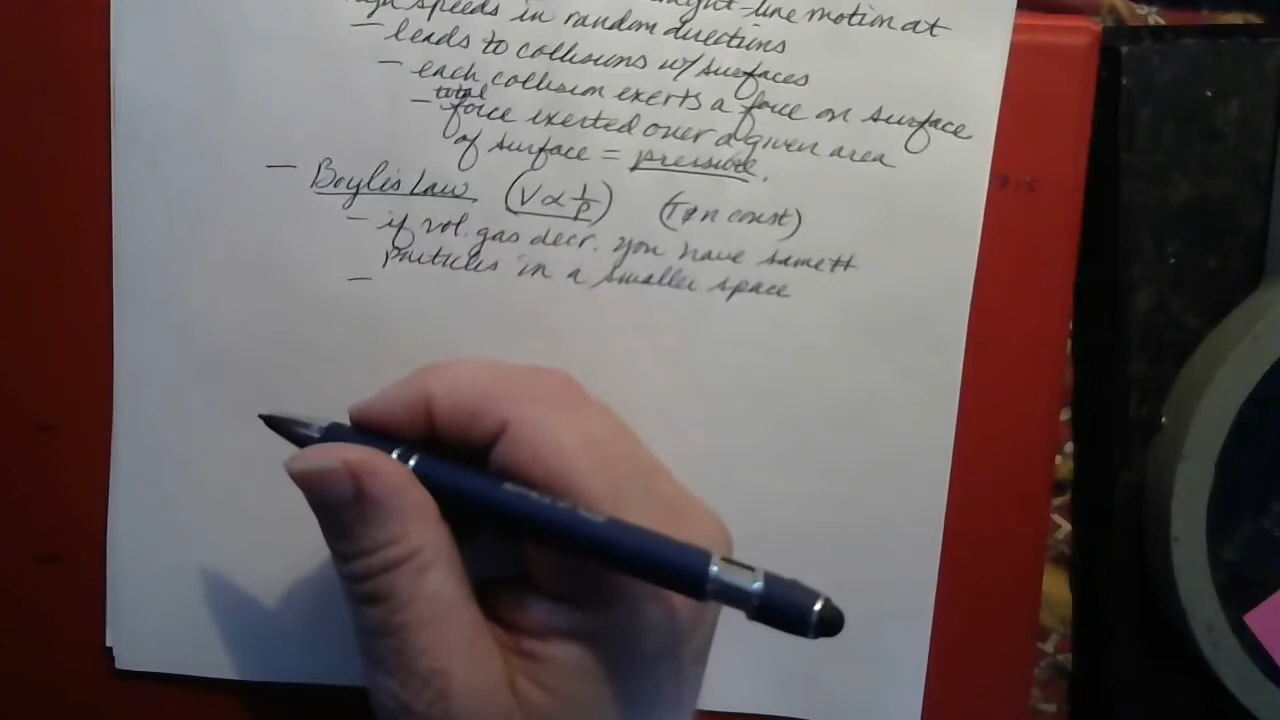 straight-line motion at
high speeds in random directions
- leads to collisions w/ surfaces
- each collision exerts a force on surface
- total force exerted over a given area
of surface = pressure.
- Boyle's Law (V ∝ 1/P) (T & n const)
- if vol. gas decr. you have same #
particles in a smaller space
-